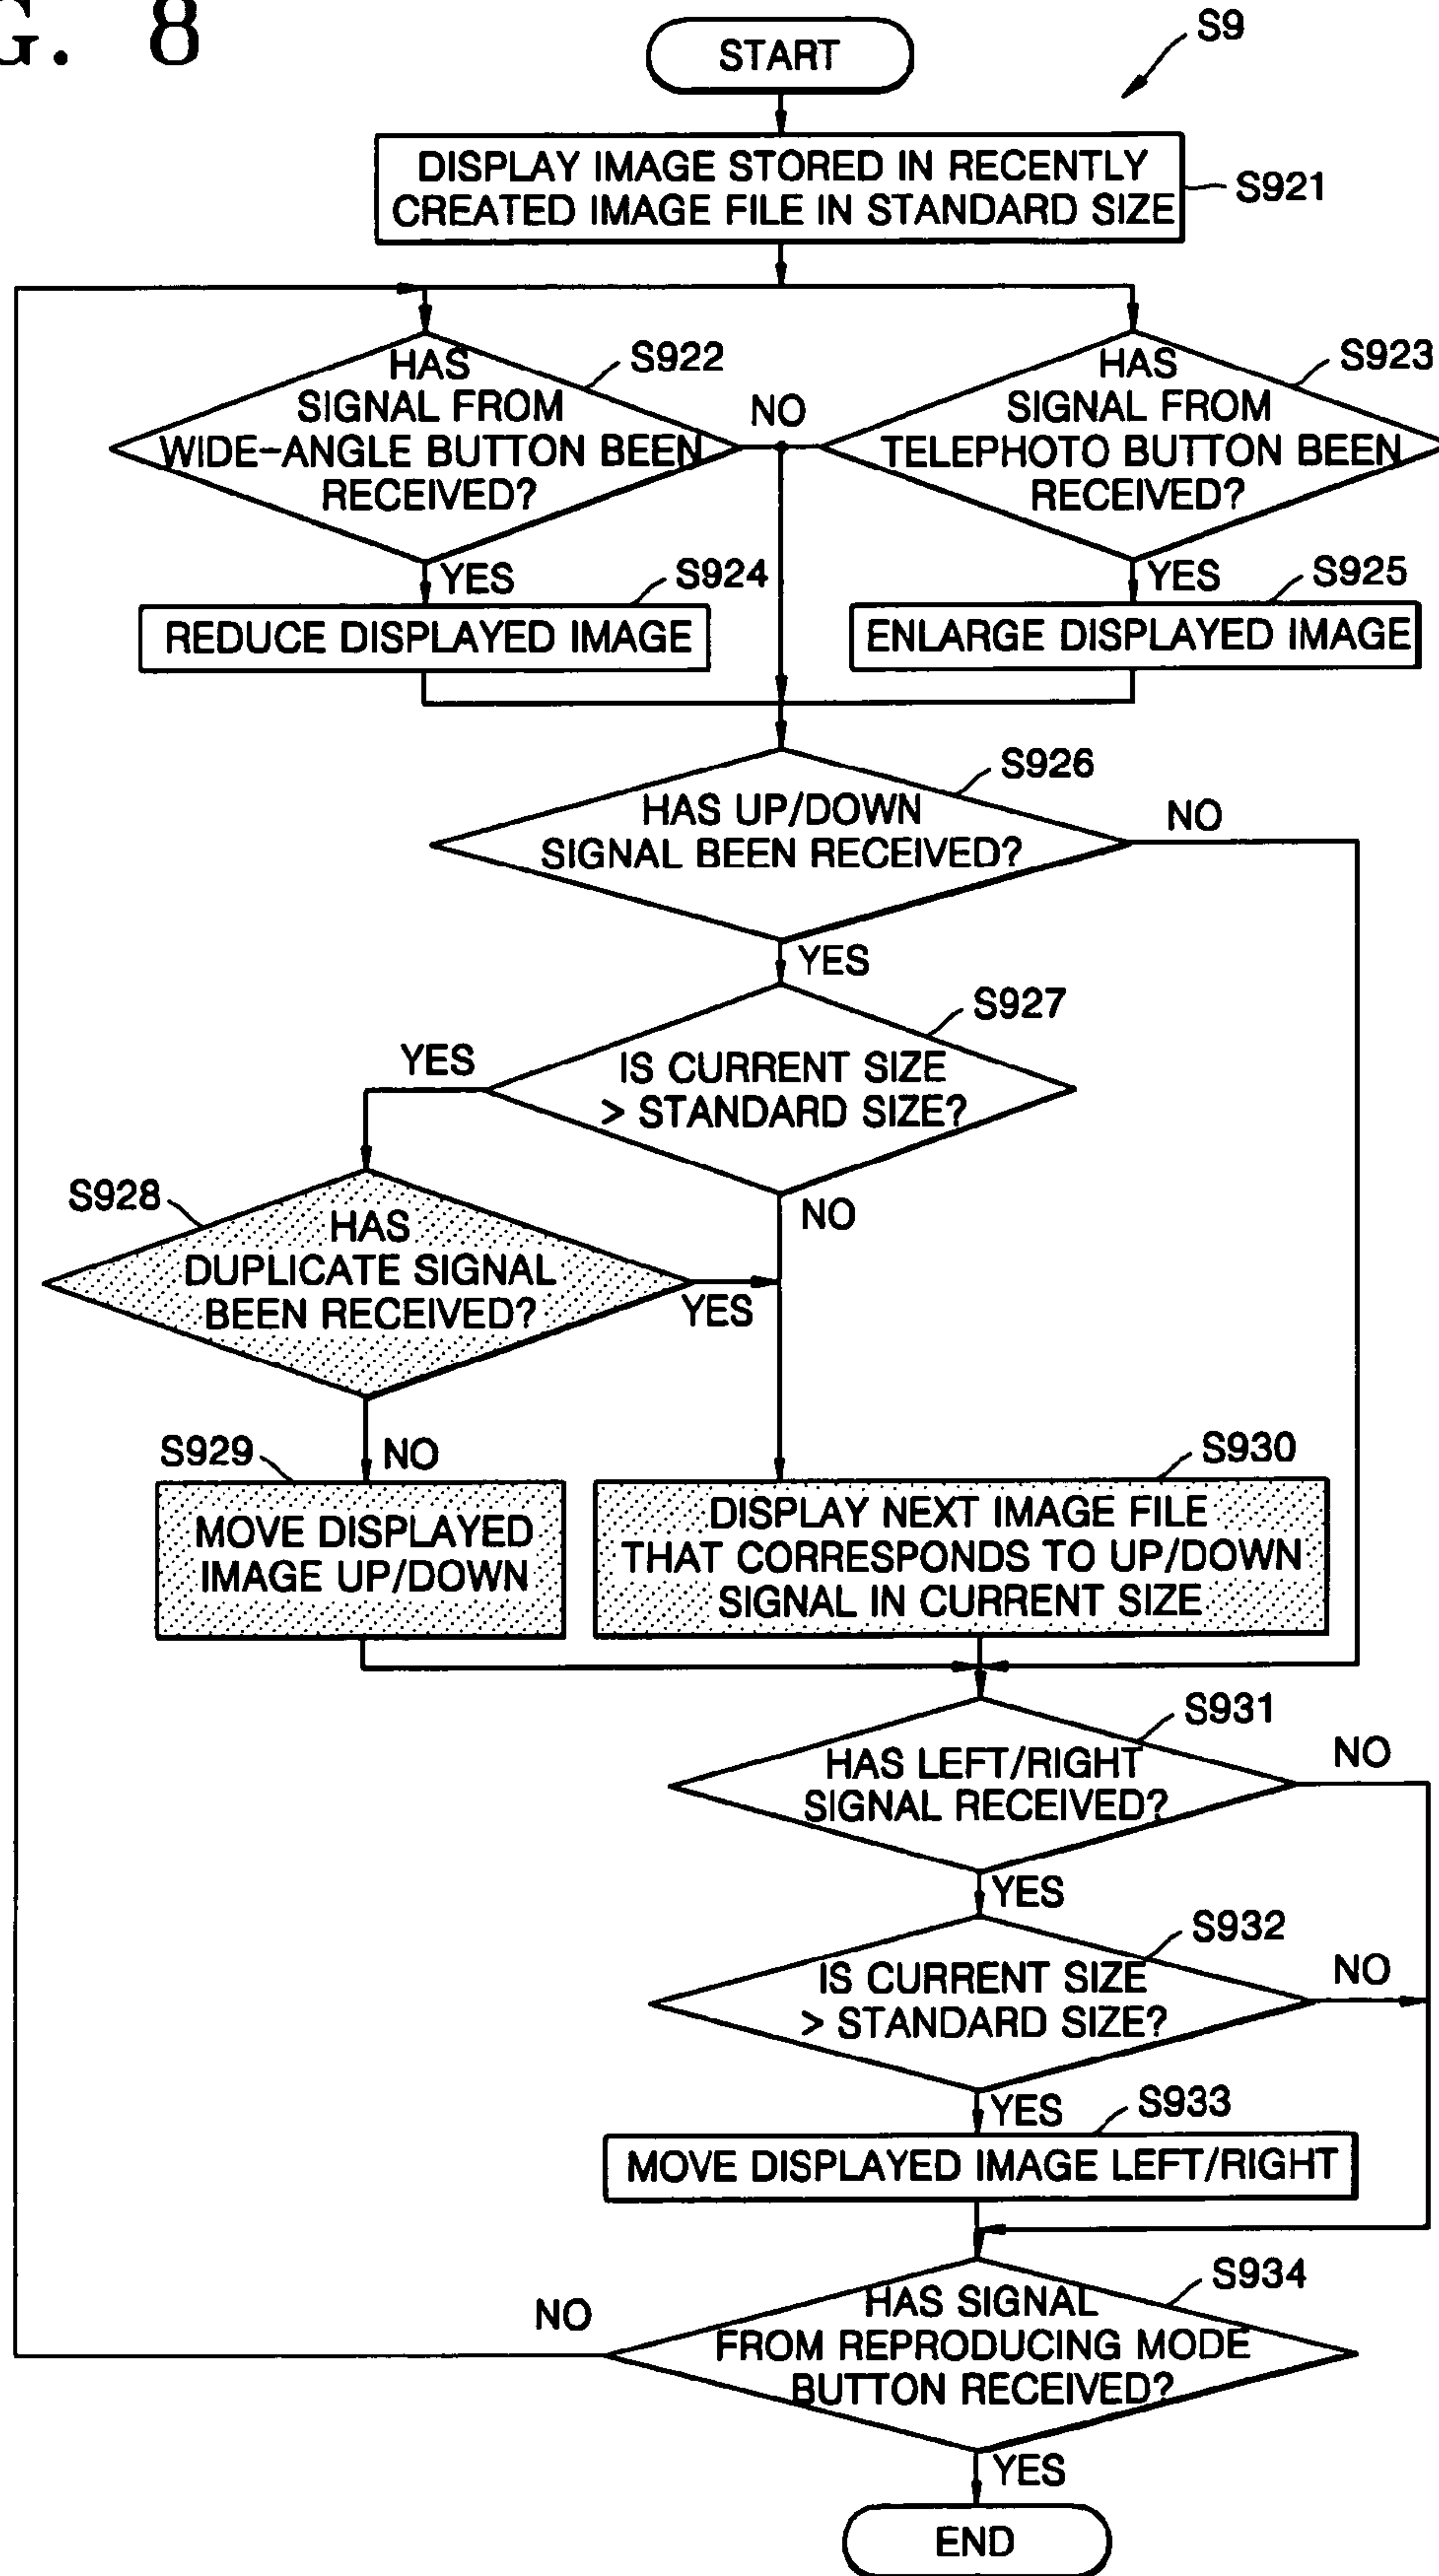 G. 8
START
S9
DISPLAY IMAGE STORED IN RECENTLY
CREATED IMAGE FILE IN STANDARD SIZE
S921
HAS
SIGNAL FROM
WIDE-ANGLE BUTTON BEEN
RECEIVED?
S922
NO
HAS
SIGNAL FROM
TELEPHOTO BUTTON BEEN
RECEIVED?
S923
YES
S924
REDUCE DISPLAYED IMAGE
YES
S925
ENLARGE DISPLAYED IMAGE
S926
HAS UP/DOWN
SIGNAL BEEN RECEIVED?
NO
YES
S927
IS CURRENT SIZE
> STANDARD SIZE?
YES
NO
S928
HAS
DUPLICATE SIGNAL
BEEN RECEIVED?
YES
NO
S929
MOVE DISPLAYED
IMAGE UP/DOWN
S930
DISPLAY NEXT IMAGE FILE
THAT CORRESPONDS TO UP/DOWN
SIGNAL IN CURRENT SIZE
S931
HAS LEFT/RIGHT
SIGNAL RECEIVED?
NO
YES
S932
IS CURRENT SIZE
> STANDARD SIZE?
NO
YES
S933
MOVE DISPLAYED IMAGE LEFT/RIGHT
S934
HAS SIGNAL
FROM REPRODUCING MODE
BUTTON RECEIVED?
NO
YES
END